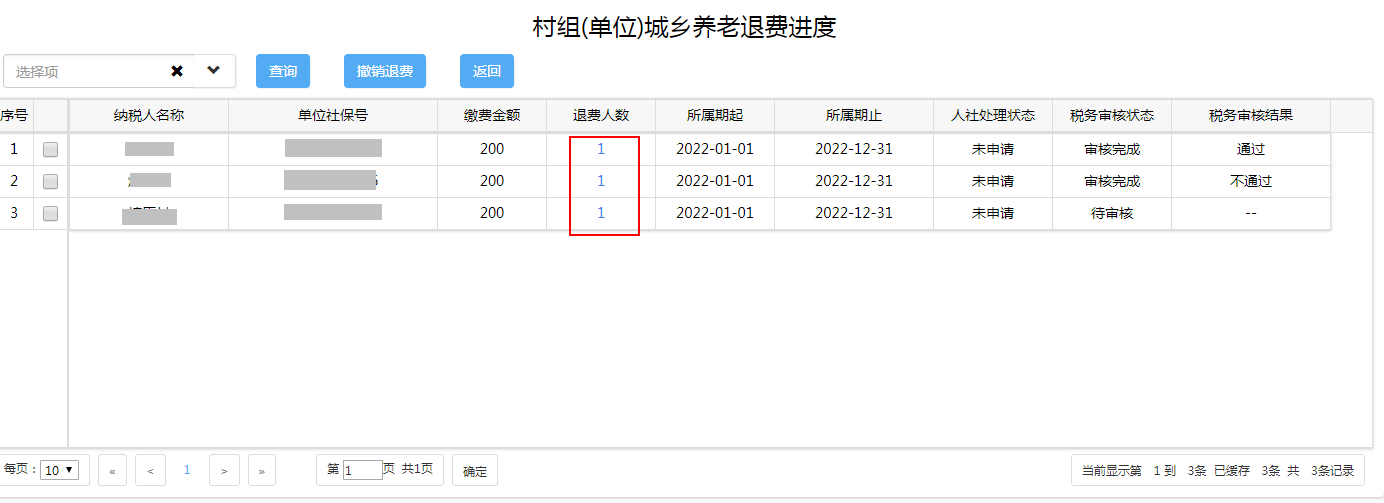 村组(单位)城乡养老退费进度
选择项 查询 撤销退费 返回
序号 纳税人名称 单位社保号 缴费金额 退费人数 所属期起 所属期止 人社处理状态 税务审核状态 税务审核结果
1 200 1 2022-01-01 2022-12-31 未申请 审核完成 通过
2 200 1 2022-01-01 2022-12-31 未申请 审核完成 不通过
3 200 1 2022-01-01 2022-12-31 未申请 待审核 --
每页：10 « < 1 > » 第1页 共1页 确定 当前显示第 1 到 3条 已缓存 3条 共 3条记录